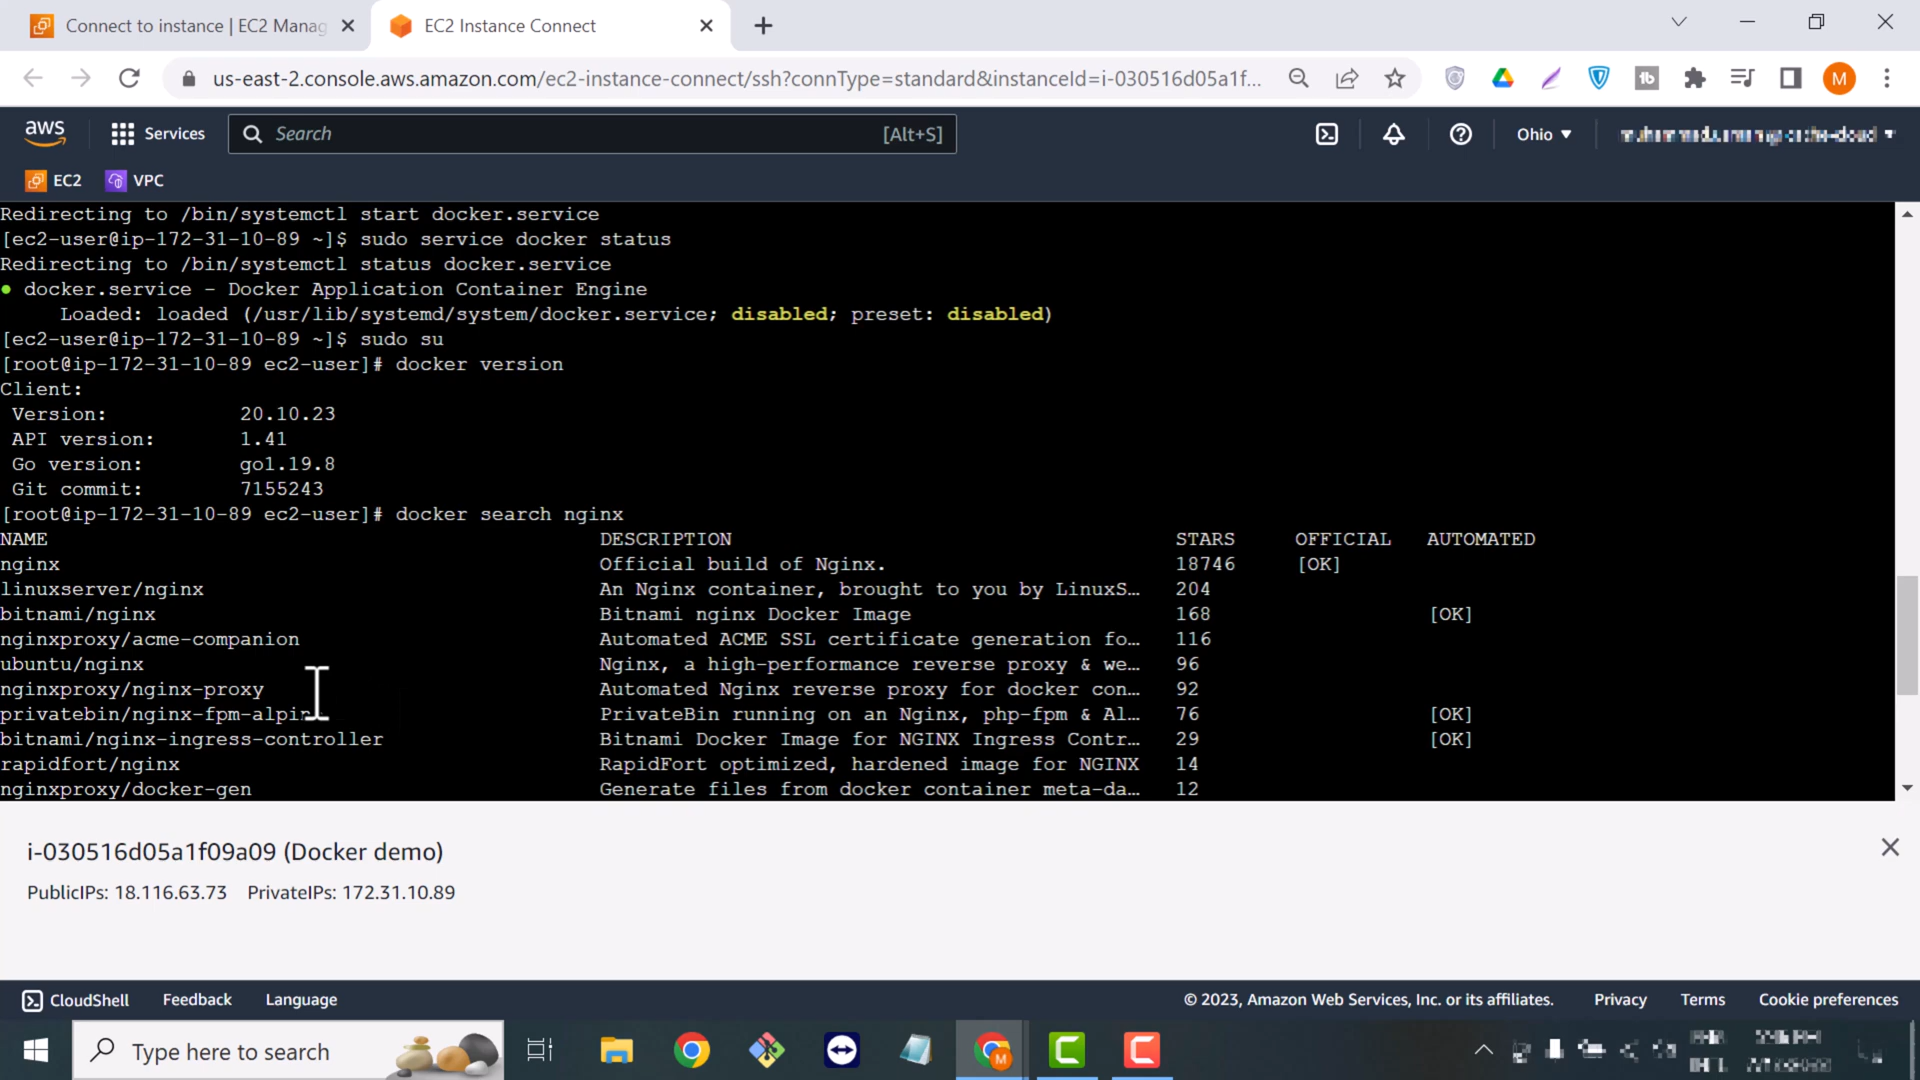 Connect to instance | EC2 Manag
EC2 Instance Connect
us-east-2.console.aws.amazon.com/ec2-instance-connect/ssh?connType=standard&instanceId=i-030516d05a1f...
tb
M
aws
Services
Search
[Alt+S]
Ohio
EC2
VPC
Redirecting to /bin/systemctl start docker.service
[ec2-user@ip-172-31-10-89 ~]$ sudo service docker status
Redirecting to /bin/systemctl status docker.service
● docker.service - Docker Application Container Engine
Loaded: loaded (/usr/lib/systemd/system/docker.service; disabled; preset: disabled)
[ec2-user@ip-172-31-10-89 ~]$ sudo su
[root@ip-172-31-10-89 ec2-user]# docker version
Client:
Version: 20.10.23
API version: 1.41
Go version: go1.19.8
Git commit: 7155243
[root@ip-172-31-10-89 ec2-user]# docker search nginx
NAME DESCRIPTION STARS OFFICIAL AUTOMATED
nginx Official build of Nginx. 18746 [OK]
linuxserver/nginx An Nginx container, brought to you by LinuxS… 204
bitnami/nginx Bitnami nginx Docker Image 168 [OK]
nginxproxy/acme-companion Automated ACME SSL certificate generation fo… 116
ubuntu/nginx Nginx, a high-performance reverse proxy & we… 96
nginxproxy/nginx-proxy Automated Nginx reverse proxy for docker con… 92
privatebin/nginx-fpm-alpine PrivateBin running on an Nginx, php-fpm & Al… 76 [OK]
bitnami/nginx-ingress-controller Bitnami Docker Image for NGINX Ingress Contr… 29 [OK]
rapidfort/nginx RapidFort optimized, hardened image for NGINX 14
nginxproxy/docker-gen Generate files from docker container meta-da… 12
i-030516d05a1f09a09 (Docker demo)
PublicIPs: 18.116.63.73 PrivateIPs: 172.31.10.89
CloudShell
Feedback
Language
© 2023, Amazon Web Services, Inc. or its affiliates.
Privacy
Terms
Cookie preferences
Type here to search
M